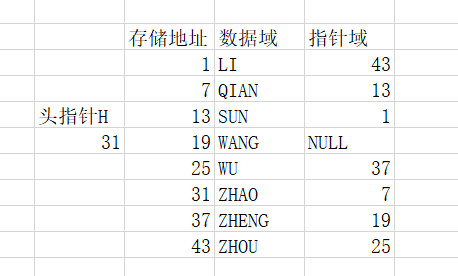 存储地址 数据域 指针域
1 LI 43
7 QIAN 13
头指针H 13 SUN 1
31 19 WANG NULL
25 WU 37
31 ZHAO 7
37 ZHENG 19
43 ZHOU 25